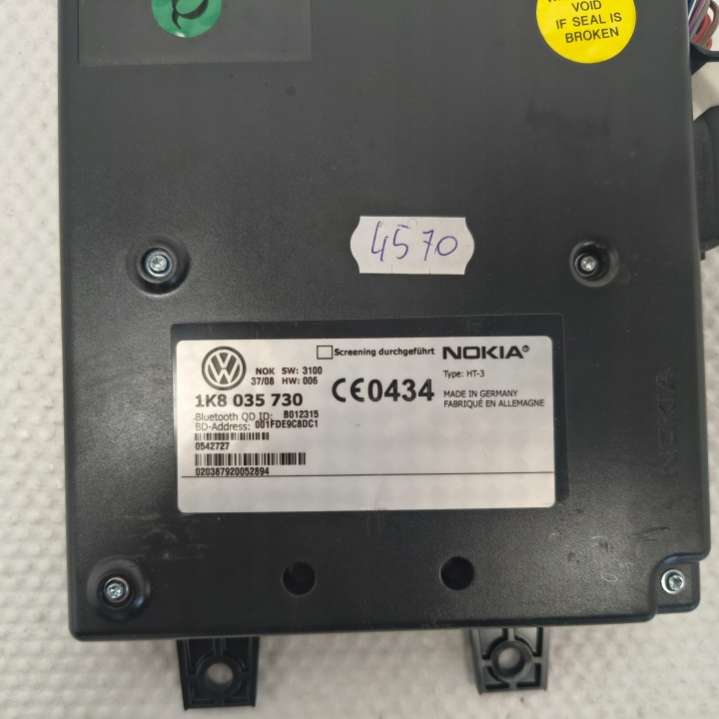 VOID
IF SEAL IS
BROKEN
4570
Screening durchgeführt NOKIA
NOK SW: 3100
37/08 HW: 006
Type: HT-3
1K8 035 730
CE0434
MADE IN GERMANY
FABRIQUÉ EN ALLEMAGNE
Bluetooth QD ID: B012315
BD-Address: 001FDE9C8DC1
0542727
020387920052894
NOKIA